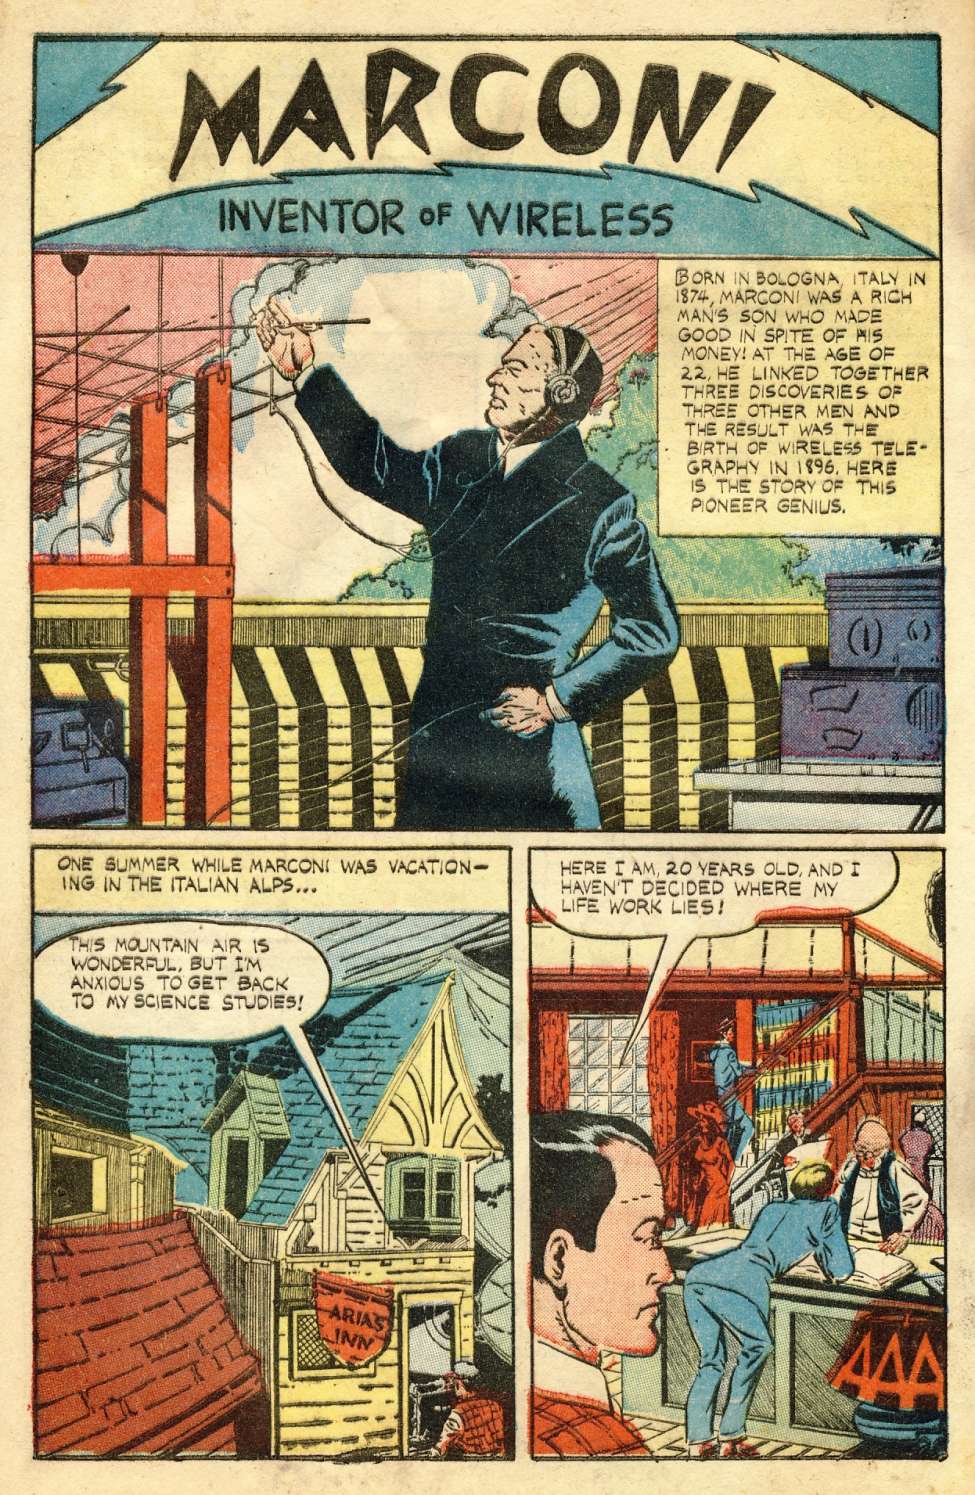 MARCONI
INVENTOR OF WIRELESS
BORN IN BOLOGNA, ITALY IN
1874, MARCONI WAS A RICH
MAN'S SON WHO MADE
GOOD IN SPITE OF HIS
MONEY! AT THE AGE OF
22, HE LINKED TOGETHER
THREE DISCOVERIES OF
THREE OTHER MEN AND
THE RESULT WAS THE
BIRTH OF WIRELESS TELE-
GRAPHY IN 1896. HERE
IS THE STORY OF THIS
PIONEER GENIUS.
ONE SUMMER WHILE MARCONI WAS VACATION-
ING IN THE ITALIAN ALPS...
THIS MOUNTAIN AIR IS
WONDERFUL, BUT I'M
ANXIOUS TO GET BACK
TO MY SCIENCE STUDIES!
ARIAS
INN
HERE I AM, 20 YEARS OLD, AND I
HAVEN'T DECIDED WHERE MY
LIFE WORK LIES!
AAA